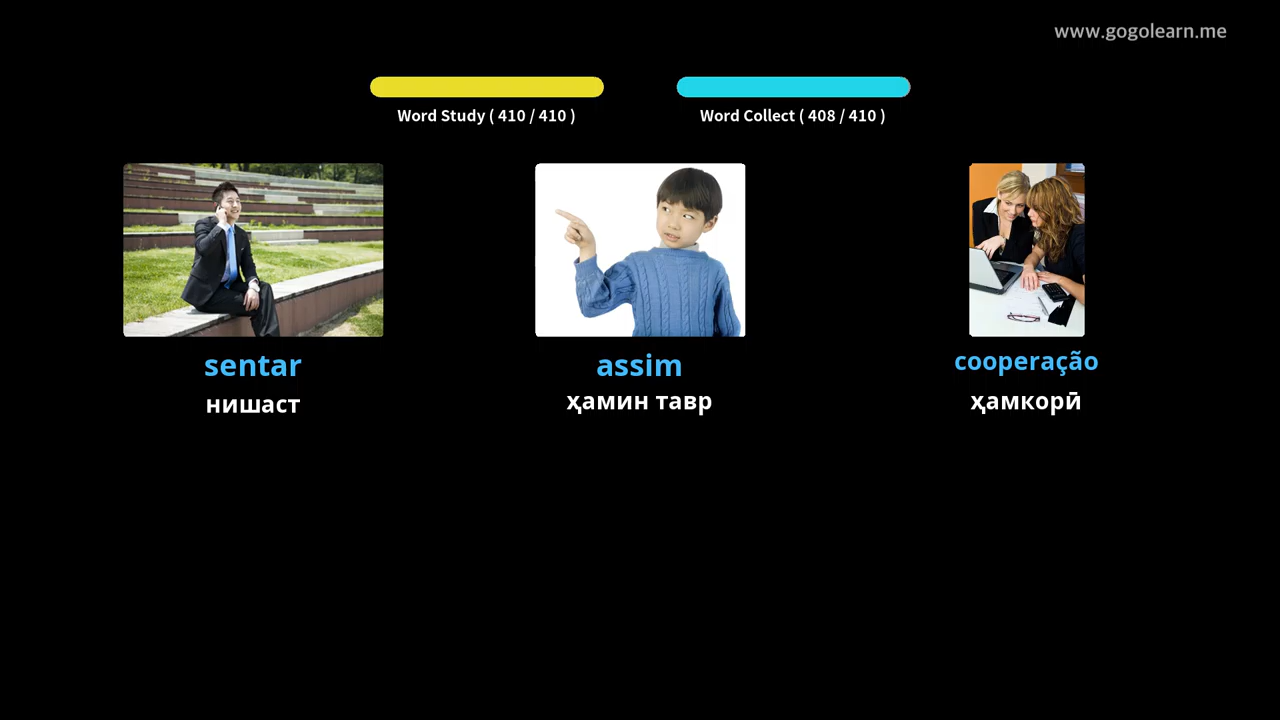 www.gogolearn.me
Word Study ( 410 / 410 )
Word Collect ( 408 / 410 )
sentar
нишаст
assim
ҳамин тавр
cooperação
ҳамкорӣ